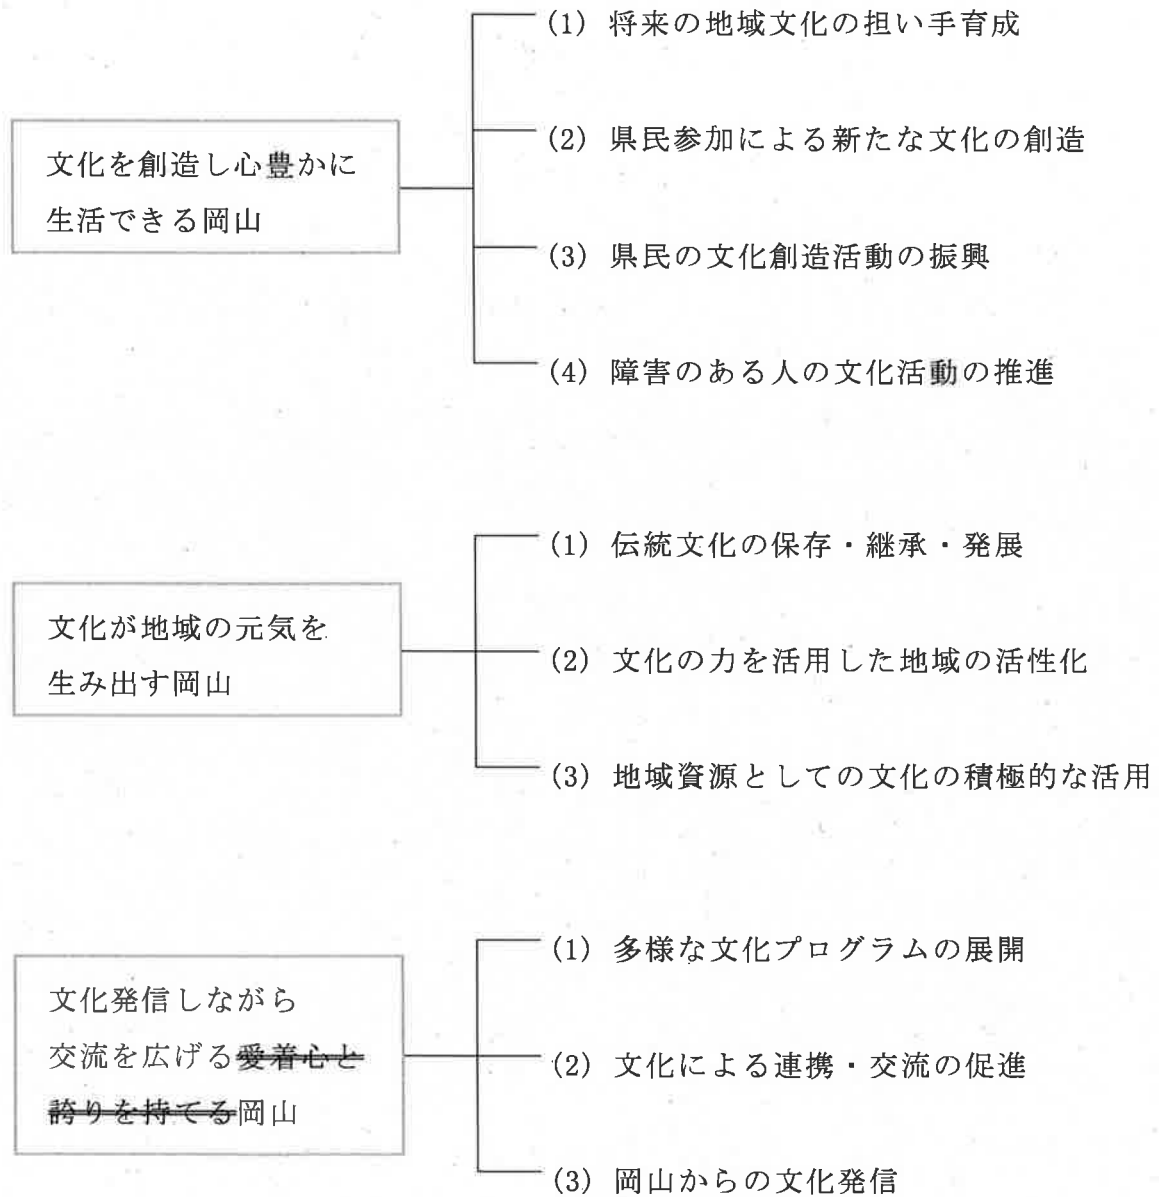 文化を創造し心豊かに
生活できる岡山
(1) 将来の地域文化の担い手育成
(2) 県民参加による新たな文化の創造
(3) 県民の文化創造活動の振興
(4) 障害のある人の文化活動の推進
文化が地域の元気を
生み出す岡山
(1) 伝統文化の保存・継承・発展
(2) 文化の力を活用した地域の活性化
(3) 地域資源としての文化の積極的な活用
文化発信しながら
交流を広げる愛着心と
誇りを持てる岡山
(1) 多様な文化プログラムの展開
(2) 文化による連携・交流の促進
(3) 岡山からの文化発信